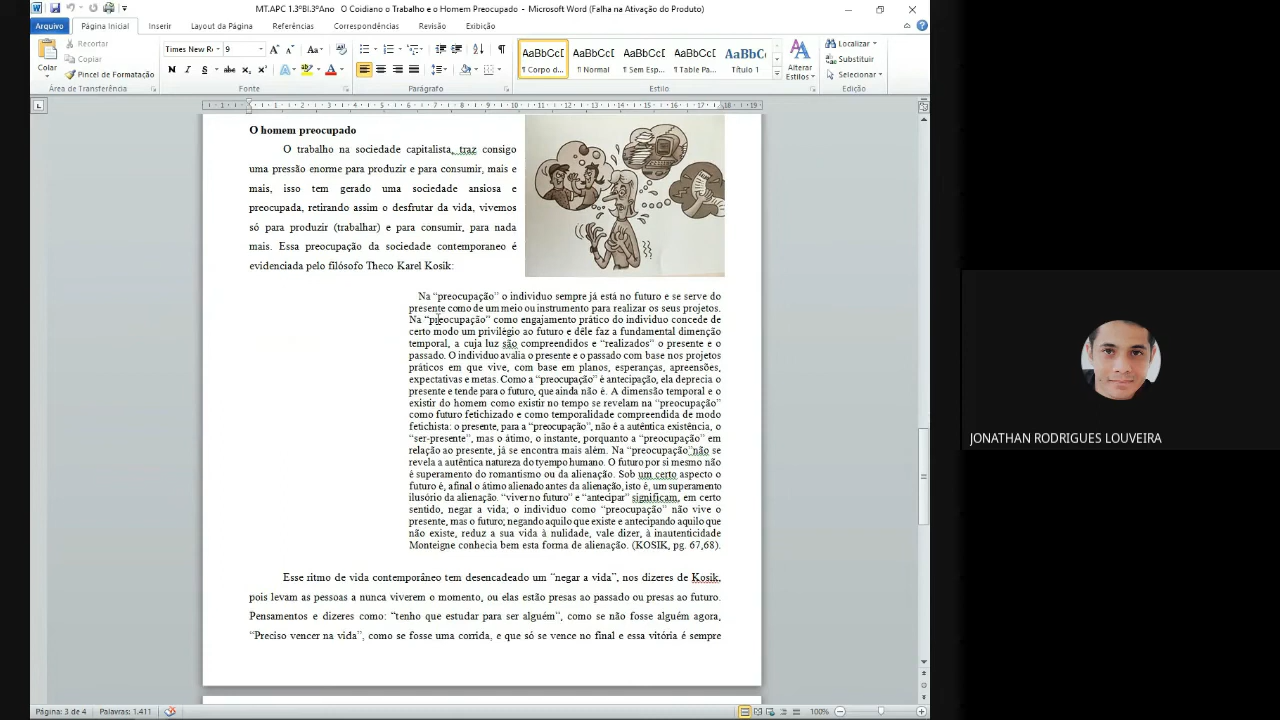 MT.APC 1.3ºBI.3ºAno   O Coidiano o Trabalho e o Homem Preocupado - Microsoft Word (Falha na Ativação do Produto)
Arquivo Página Inicial Inserir Layout da Página Referências Correspondências Revisão Exibição
Colar
Recortar
Copiar
Pincel de Formatação
Área de Transferência
Times New R 9
N I S abc x₂ x²
Fonte
Parágrafo
AaBbCcD AaBbCcD AaBbCcD AaBbCcD AaBbC
¶ Corpo d... ¶ Normal ¶ Sem Esp... ¶ Table Pa... Título 1
Alterar
Estilos
Estilo
Localizar
Substituir
Selecionar
Edição
O homem preocupado
O trabalho na sociedade capitalista, traz consigo
uma pressão enorme para produzir e para consumir, mais e
mais, isso tem gerado uma sociedade ansiosa e
preocupada, retirando assim o desfrutar da vida, vivemos
só para produzir (trabalhar) e para consumir, para nada
mais. Essa preocupação da sociedade contemporaneo é
evidenciada pelo filósofo Theco Karel Kosik:
Na “preocupação” o individuo sempre já está no futuro e se serve do
presente como de um meio ou instrumento para realizar os seus projetos.
Na “preocupação” como engajamento prático do individuo concede de
certo modo um privilégio ao futuro e dêle faz a fundamental dimenção
temporal, a cuja luz são compreendidos e “realizados” o presente e o
passado. O individuo avalia o presente e o passado com base nos projetos
práticos em que vive, com base em planos, esperanças, apreensões,
expectativas e metas. Como a “preocupação” é antecipação, ela deprecia o
presente e tende para o futuro, que ainda não é. A dimensão temporal e o
existir do homem como existir no tempo se revelam na “preocupação”
como futuro fetichizado e como temporalidade compreendida de modo
fetichista: o presente, para a “preocupação”, não é a autêntica existência, o
“ser-presente”, mas o átimo, o instante, porquanto a “preocupação” em
relação ao presente, já se encontra mais além. Na “preocupação”não se
revela a autêntica natureza do tyempo humano. O futuro por si mesmo não
é superamento do romantismo ou da alienação. Sob um certo aspecto o
futuro é, afinal o átimo alienado antes da alienação, isto é, um superamento
ilusório da alienação. “viver no futuro” e “antecipar” significam, em certo
sentido, negar a vida; o individuo como “preocupação” não vive o
presente, mas o futuro; negando aquilo que existe e antecipando aquilo que
não existe, reduz a sua vida à nulidade, vale dizer, à inautenticidade
Monteigne conhecia bem esta forma de alienação. (KOSIK, pg. 67,68).
Esse ritmo de vida contemporâneo tem desencadeado um “negar a vida”, nos dizeres de Kosik,
pois levam as pessoas a nunca viverem o momento, ou elas estão presas ao passado ou presas ao futuro.
Pensamentos e dizeres como: “tenho que estudar para ser alguém”, como se não fosse alguém agora,
“Preciso vencer na vida”, como se fosse uma corrida, e que só se vence no final e essa vitória é sempre
JONATHAN RODRIGUES LOUVEIRA
Página: 3 de 4 Palavras: 1.411 100%